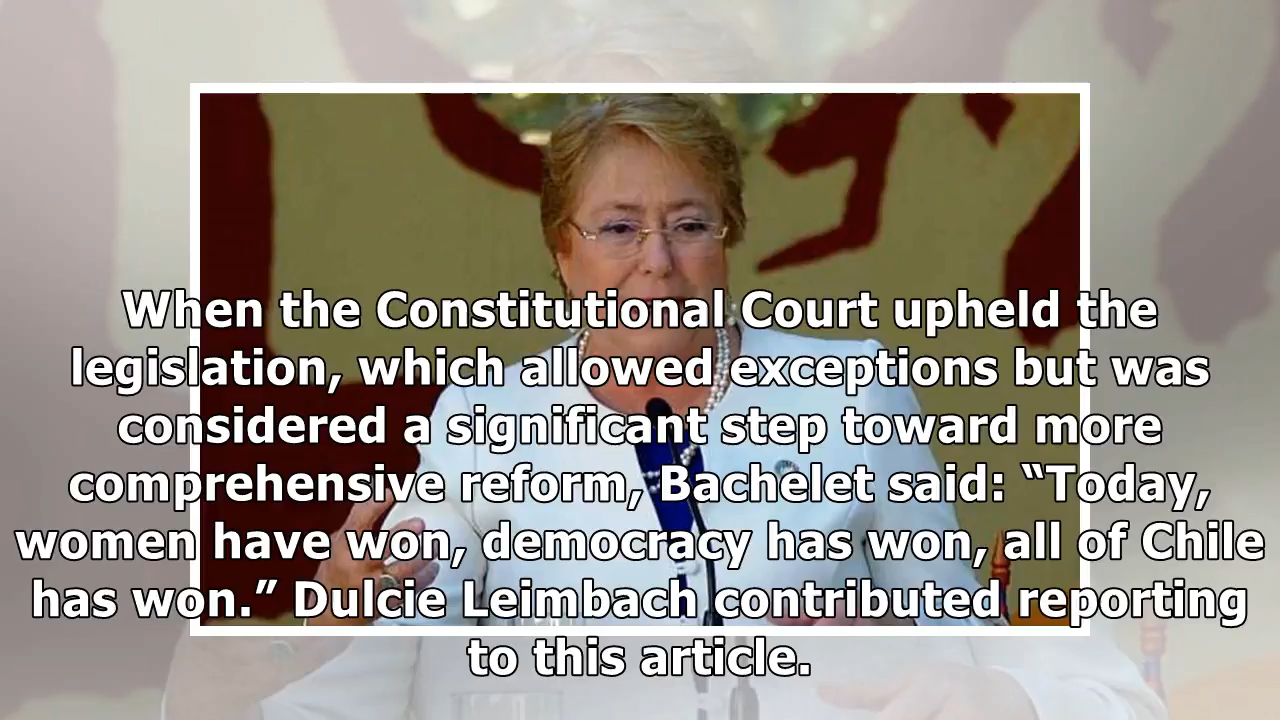 When the Constitutional Court upheld the
legislation, which allowed exceptions but was
considered a significant step toward more
comprehensive reform, Bachelet said: “Today,
women have won, democracy has won, all of Chile
has won.” Dulcie Leimbach contributed reporting
to this article.